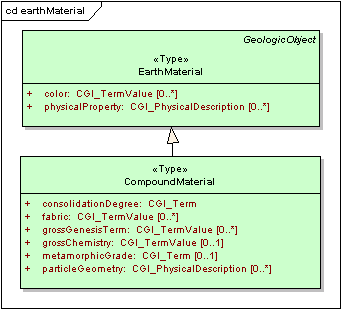 cd earthMaterial
GeologicObject
«Type»
EarthMaterial
+ color: CGI_TermValue [0..*]
+ physicalProperty: CGI_PhysicalDescription [0..*]
«Type»
CompoundMaterial
+ consolidationDegree: CGI_Term
+ fabric: CGI_TermValue [0..*]
+ grossGenesisTerm: CGI_TermValue [0..*]
+ grossChemistry: CGI_TermValue [0..1]
+ metamorphicGrade: CGI_Term [0..1]
+ particleGeometry: CGI_PhysicalDescription [0..*]